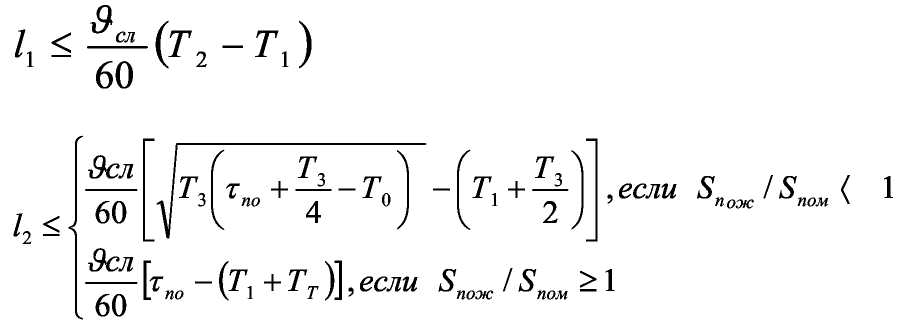 l₁ ≤ ϑсл/60 (T₂ − T₁)
l₂ ≤ { ϑсл/60 [√(T₃(τпо + T₃/4 − T₀)) − (T₁ + T₃/2)], если Sпож / Sпом 〈 1
ϑсл/60 [τпо − (T₁ + Tт)], если Sпож / Sпом ≥ 1